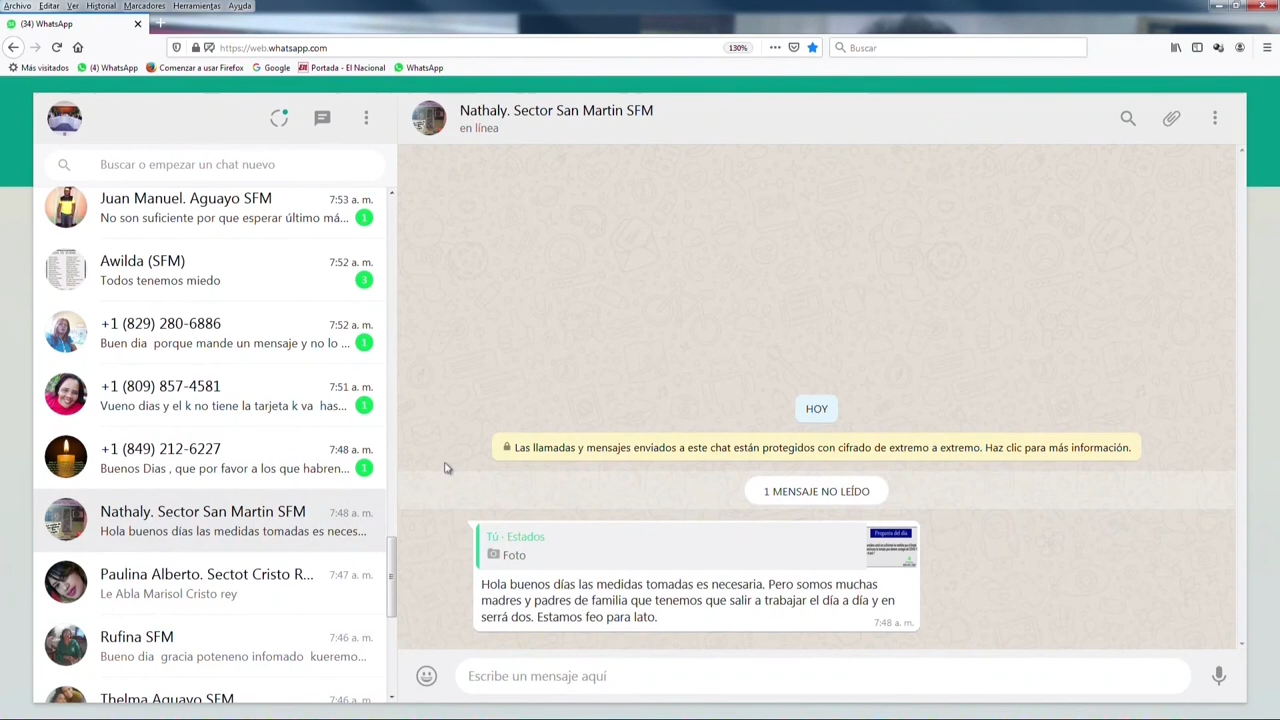 Archivo Editar Ver Historial Marcadores Herramientas Ayuda
(34) WhatsApp
https://web.whatsapp.com
130%
Buscar
Más visitados
(4) WhatsApp
Comenzar a usar Firefox
Google
Portada - El Nacional
WhatsApp
Buscar o empezar un chat nuevo
Juan Manuel. Aguayo SFM 7:53 a. m.
No son suficiente por que esperar último má... 1
Awilda (SFM) 7:52 a. m.
Todos tenemos miedo 3
+1 (829) 280-6886 7:52 a. m.
Buen dia porque mande un mensaje y no lo ... 1
+1 (809) 857-4581 7:51 a. m.
Vueno dias y el k no tiene la tarjeta k va has... 1
+1 (849) 212-6227 7:48 a. m.
Buenos Dias , que por favor a los que habren... 1
Nathaly. Sector San Martin SFM 7:48 a. m.
Hola buenos días las medidas tomadas es neces...
Paulina Alberto. Sectot Cristo R... 7:47 a. m.
Le Abla Marisol Cristo rey
Rufina SFM 7:46 a. m.
Bueno dia gracia poteneno infomado kueremo...
Thelma Aguayo SFM 7:46 a. m.
Nathaly. Sector San Martin SFM
en línea
HOY
Las llamadas y mensajes enviados a este chat están protegidos con cifrado de extremo a extremo. Haz clic para más información.
1 MENSAJE NO LEÍDO
Tú · Estados
Foto
Pregunta del día
Hola buenos días las medidas tomadas es necesaria. Pero somos muchas
madres y padres de familia que tenemos que salir a trabajar el día a día y en
serrá dos. Estamos feo para lato.
7:48 a. m.
Escribe un mensaje aquí